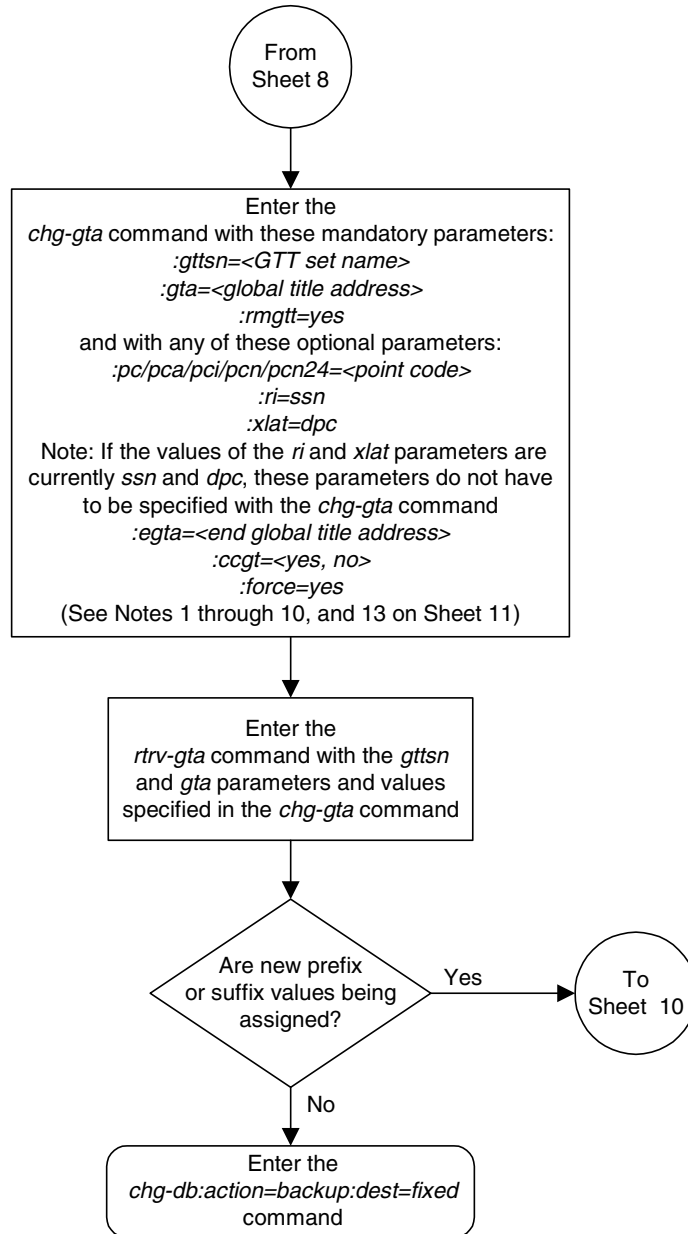 From
Sheet 8
Enter the
chg-gta command with these mandatory parameters:
:gttsn=<GTT set name>
:gta=<global title address>
:rmgtt=yes
and with any of these optional parameters:
:pc/pca/pci/pcn/pcn24=<point code>
:ri=ssn
:xlat=dpc
Note: If the values of the ri and xlat parameters are
currently ssn and dpc, these parameters do not have
to be specified with the chg-gta command
:egta=<end global title address>
:ccgt=<yes, no>
:force=yes
(See Notes 1 through 10, and 13 on Sheet 11)
Enter the
rtrv-gta command with the gttsn
and gta parameters and values
specified in the chg-gta command
Are new prefix
or suffix values being
assigned?
Yes
To
Sheet 10
No
Enter the
chg-db:action=backup:dest=fixed
command